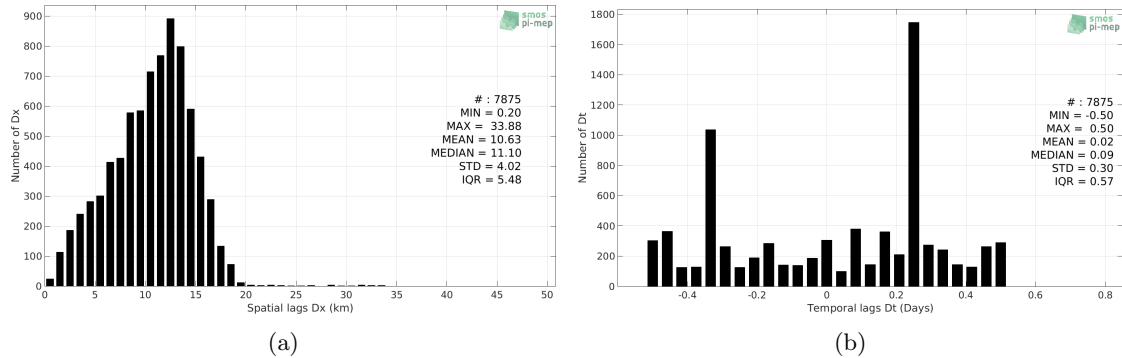 smos
pi-mep
900
800
700
600
500
400
300
200
100
0
Number of Dx
# : 7875
MIN = 0.20
MAX = 33.88
MEAN = 10.63
MEDIAN = 11.10
STD = 4.02
IQR = 5.48
0 5 10 15 20 25 30 35 40 45 50
Spatial lags Dx (km)
(a)
smos
pi-mep
1800
1600
1400
1200
1000
800
600
400
200
0
Number of Dt
# : 7875
MIN = -0.50
MAX = 0.50
MEAN = 0.02
MEDIAN = 0.09
STD = 0.30
IQR = 0.57
-0.4 -0.2 0 0.2 0.4 0.6 0.8
Temporal lags Dt (Days)
(b)